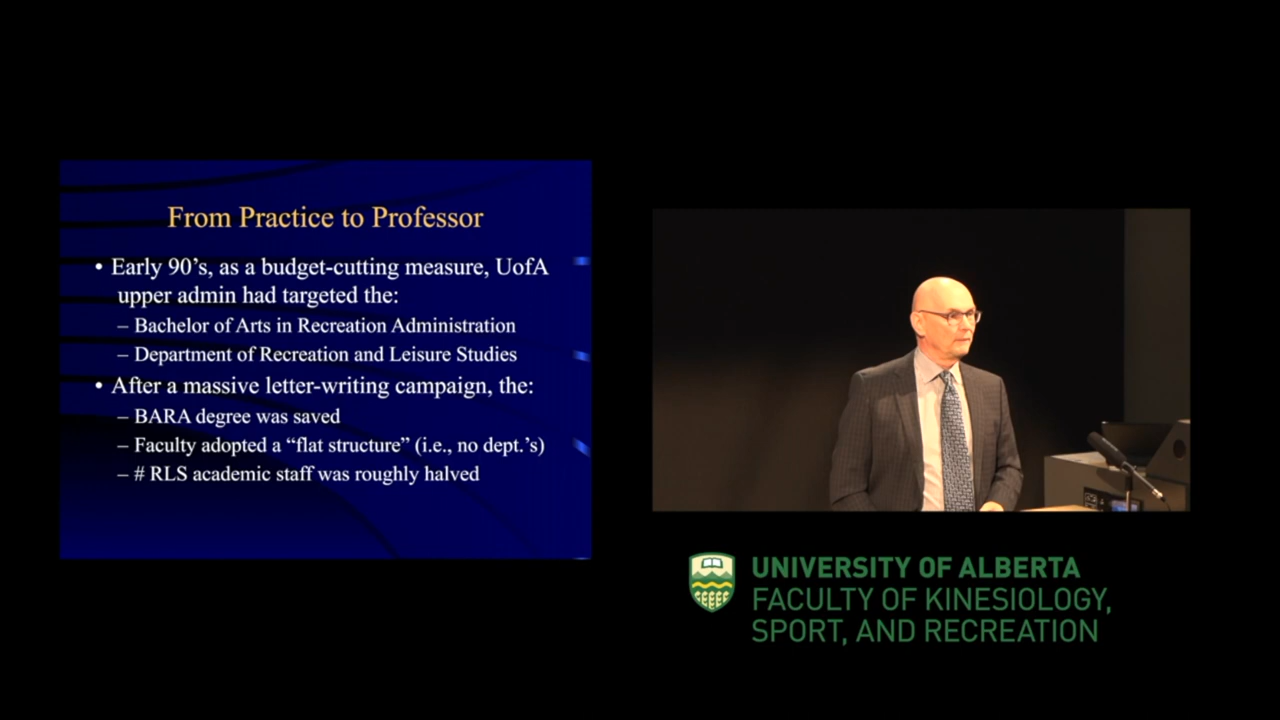 From Practice to Professor
• Early 90’s, as a budget-cutting measure, UofA
upper admin had targeted the:
– Bachelor of Arts in Recreation Administration
– Department of Recreation and Leisure Studies
• After a massive letter-writing campaign, the:
– BARA degree was saved
– Faculty adopted a “flat structure” (i.e., no dept.’s)
– # RLS academic staff was roughly halved
UNIVERSITY OF ALBERTA
FACULTY OF KINESIOLOGY,
SPORT, AND RECREATION